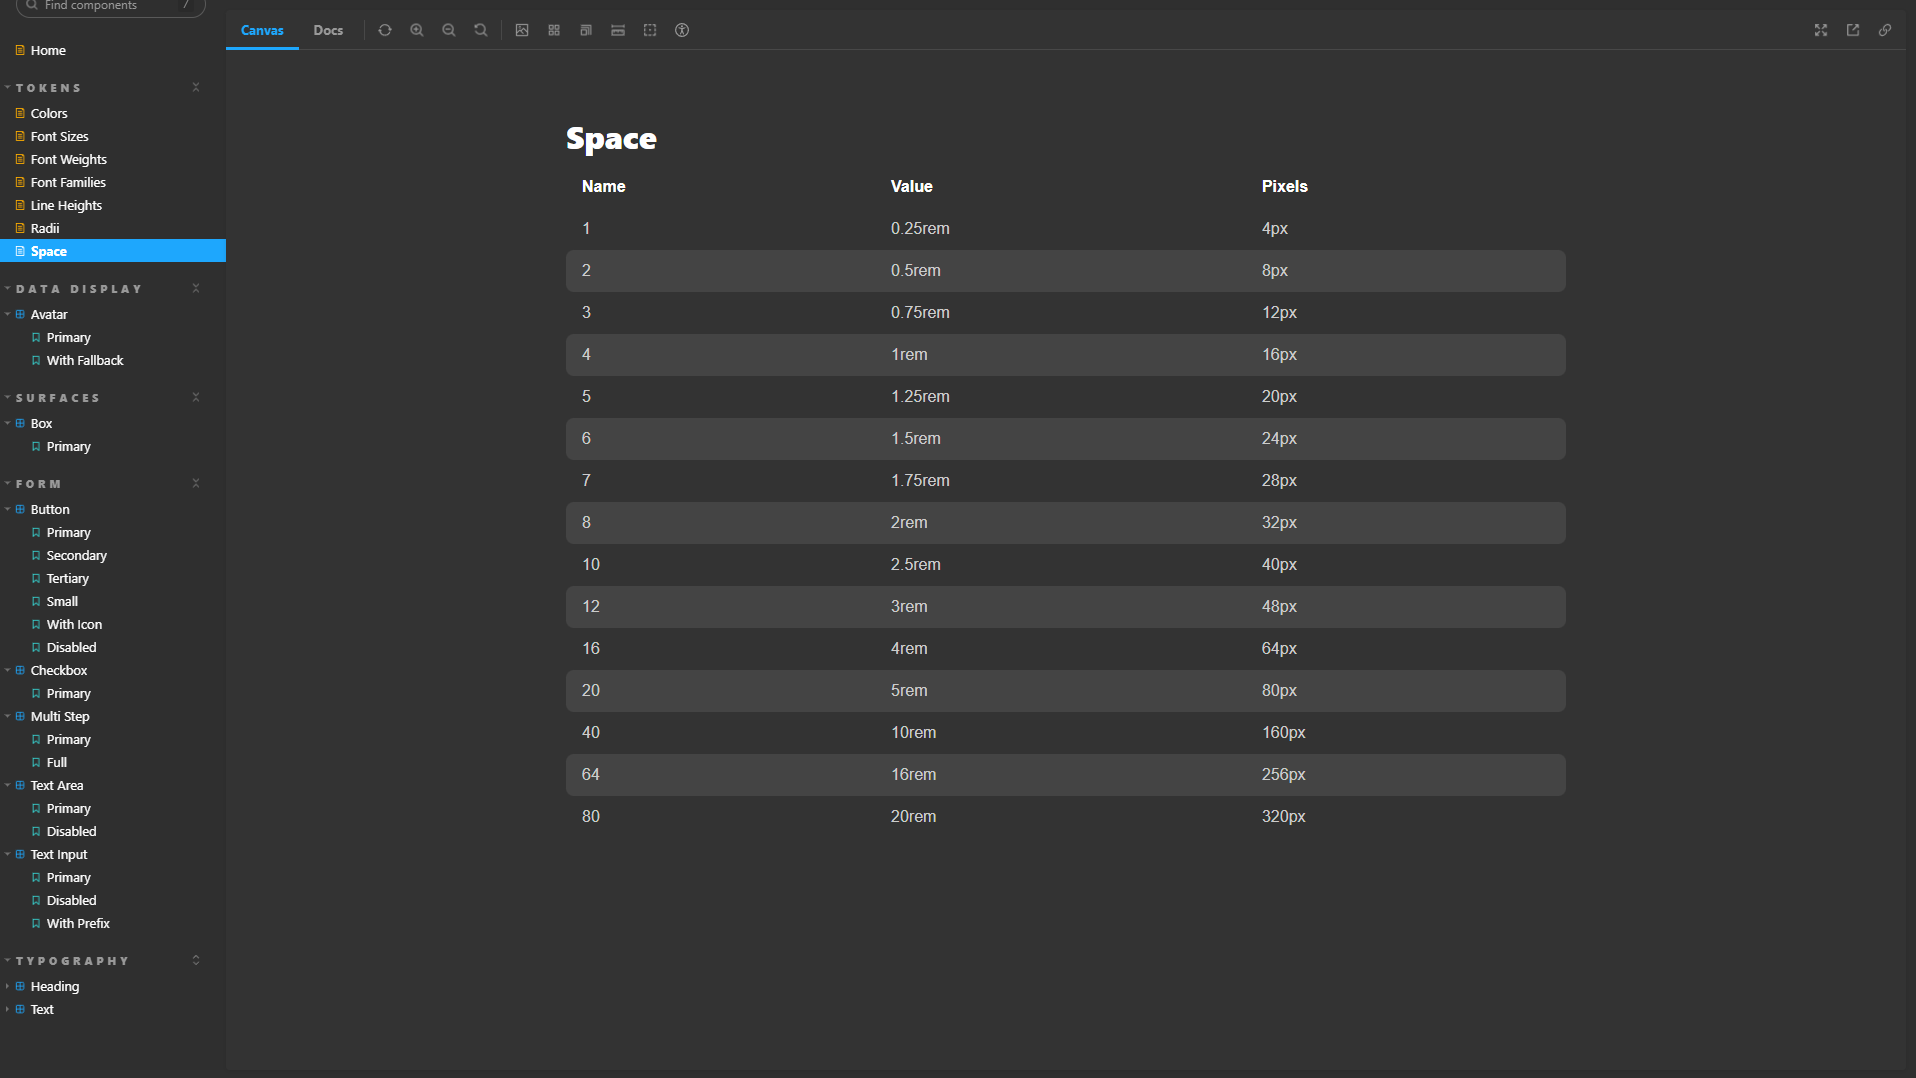 Find components /
Home
TOKENS
Colors
Font Sizes
Font Weights
Font Families
Line Heights
Radii
Space
DATA DISPLAY
Avatar
Primary
With Fallback
SURFACES
Box
Primary
FORM
Button
Primary
Secondary
Tertiary
Small
With Icon
Disabled
Checkbox
Primary
Multi Step
Primary
Full
Text Area
Primary
Disabled
Text Input
Primary
Disabled
With Prefix
TYPOGRAPHY
Heading
Text
Canvas Docs
Space
Name Value Pixels
1 0.25rem 4px
2 0.5rem 8px
3 0.75rem 12px
4 1rem 16px
5 1.25rem 20px
6 1.5rem 24px
7 1.75rem 28px
8 2rem 32px
10 2.5rem 40px
12 3rem 48px
16 4rem 64px
20 5rem 80px
40 10rem 160px
64 16rem 256px
80 20rem 320px